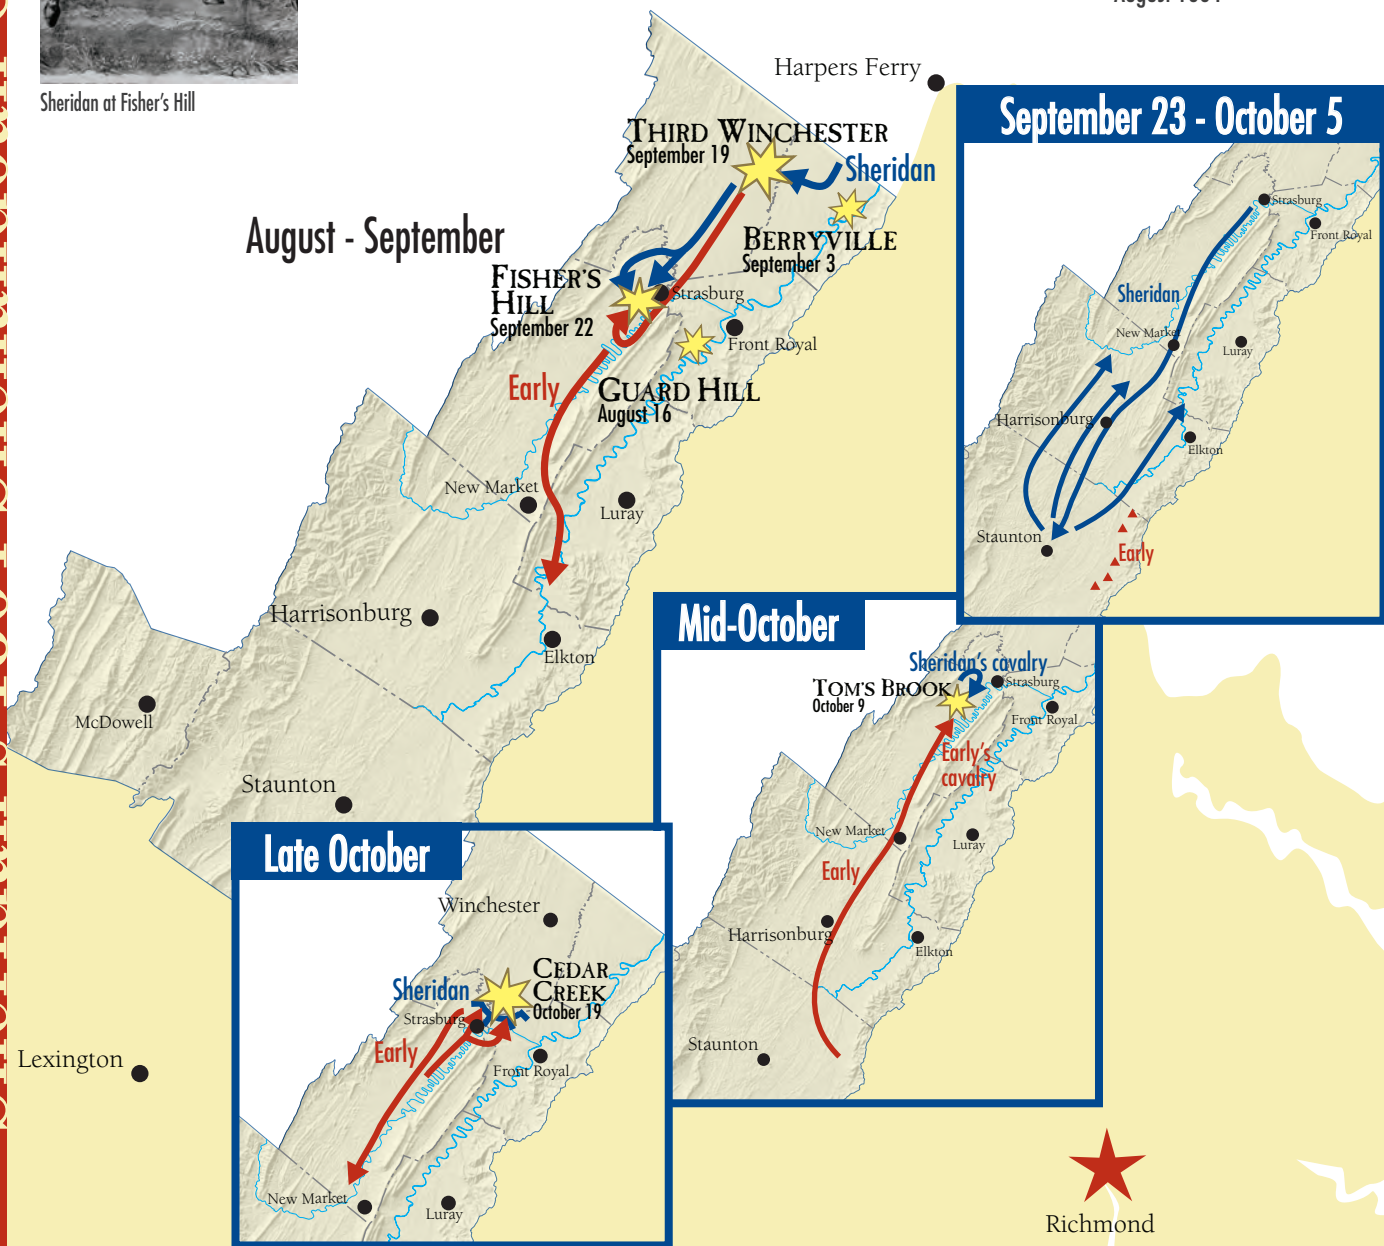 Sheridan at Fisher's Hill
Harpers Ferry
THIRD WINCHESTER
September 19
Sheridan
BERRYVILLE
September 3
August - September
FISHER'S
HILL
September 22
Strasburg
Front Royal
Early
GUARD HILL
August 16
New Market
Luray
Harrisonburg
Elkton
McDowell
Staunton
Lexington
Richmond
September 23 - October 5
Strasburg
Front Royal
Sheridan
New Market
Luray
Harrisonburg
Elkton
Staunton
Early
Mid-October
Sheridan's cavalry
TOM'S BROOK
October 9
Strasburg
Front Royal
Early's
cavalry
New Market
Luray
Early
Harrisonburg
Elkton
Staunton
Late October
Winchester
CEDAR
CREEK
October 19
Sheridan
Strasburg
Early
Front Royal
New Market
Luray